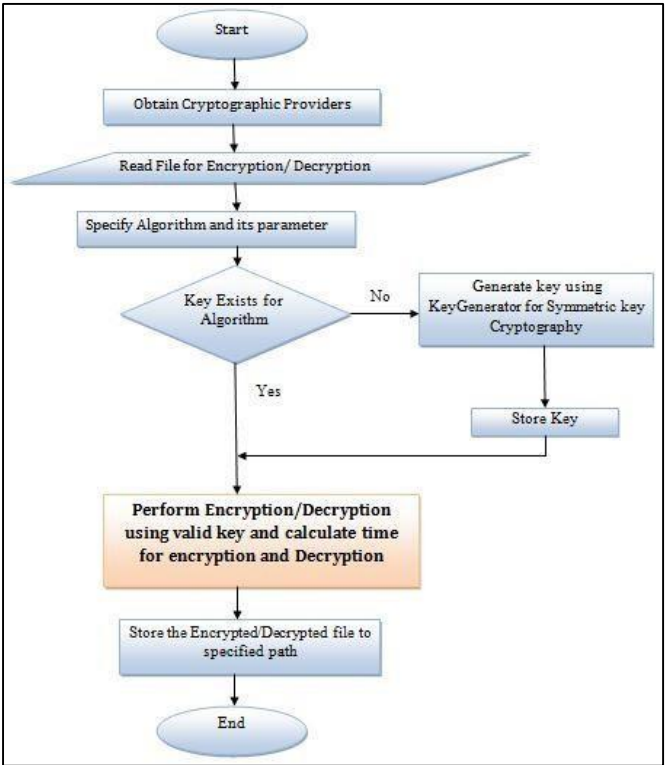 Start
Obtain Cryptographic Providers
Read File for Encryption/ Decryption
Specify Algorithm and its parameter
Key Exists for
Algorithm
No
Generate key using
KeyGenerator for Symmetric key
Cryptography
Yes
Store Key
Perform Encryption/Decryption
using valid key and calculate time
for encryption and Decryption
Store the Encrypted/Decrypted file to
specified path
End